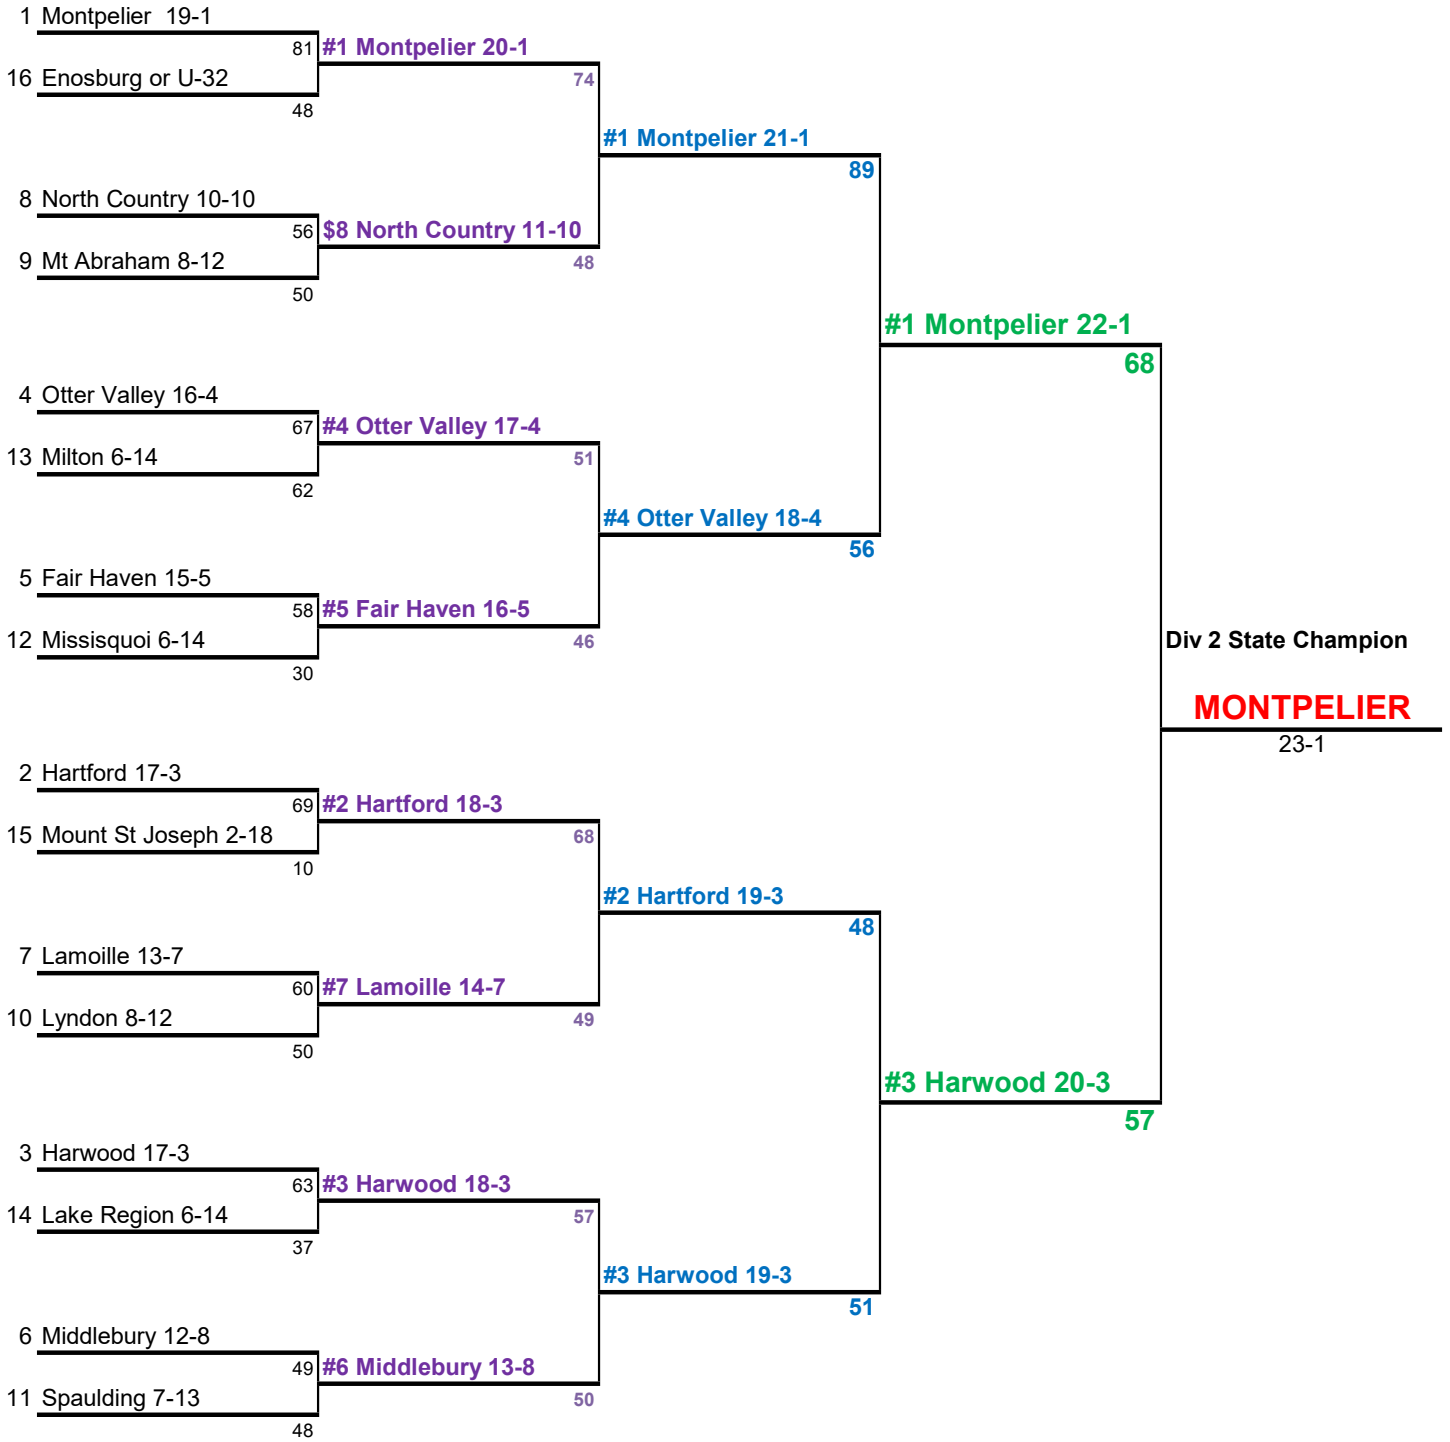 1 Montpelier  19-1
81 #1 Montpelier 20-1
16 Enosburg or U-32
74
48
#1 Montpelier 21-1
89
8 North Country 10-10
56 $8 North Country 11-10
9 Mt Abraham 8-12
48
50
#1 Montpelier 22-1
68
4 Otter Valley 16-4
67 #4 Otter Valley 17-4
13 Milton 6-14
51
62
#4 Otter Valley 18-4
56
5 Fair Haven 15-5
58 #5 Fair Haven 16-5
12 Missisquoi 6-14
46
30
Div 2 State Champion
MONTPELIER
23-1
2 Hartford 17-3
69 #2 Hartford 18-3
15 Mount St Joseph 2-18
68
10
#2 Hartford 19-3
48
7 Lamoille 13-7
60 #7 Lamoille 14-7
10 Lyndon 8-12
49
50
#3 Harwood 20-3
57
3 Harwood 17-3
63 #3 Harwood 18-3
14 Lake Region 6-14
57
37
#3 Harwood 19-3
51
6 Middlebury 12-8
49 #6 Middlebury 13-8
11 Spaulding 7-13
50
48